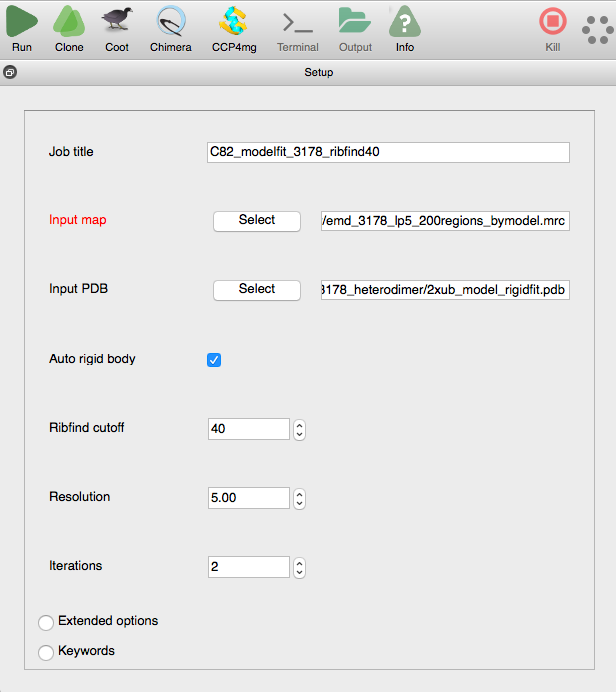 Run Clone Coot Chimera CCP4mg Terminal Output Info Kill
Setup
Job title C82_modelfit_3178_ribfind40
Input map Select /emd_3178_lp5_200regions_bymodel.mrc
Input PDB Select 3178_heterodimer/2xub_model_rigidfit.pdb
Auto rigid body
Ribfind cutoff 40
Resolution 5.00
Iterations 2
Extended options
Keywords